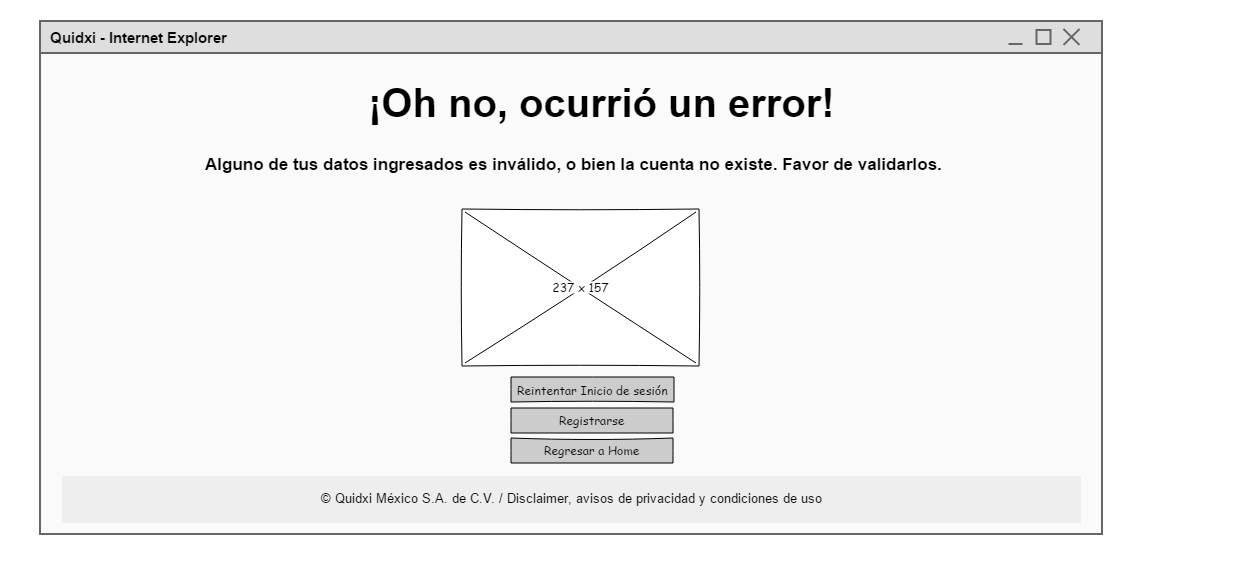 Quidxi - Internet Explorer
¡Oh no, ocurrió un error!
Alguno de tus datos ingresados es inválido, o bien la cuenta no existe. Favor de validarlos.
237 x 157
Reintentar Inicio de sesión
Registrarse
Regresar a Home
© Quidxi México S.A. de C.V. / Disclaimer, avisos de privacidad y condiciones de uso